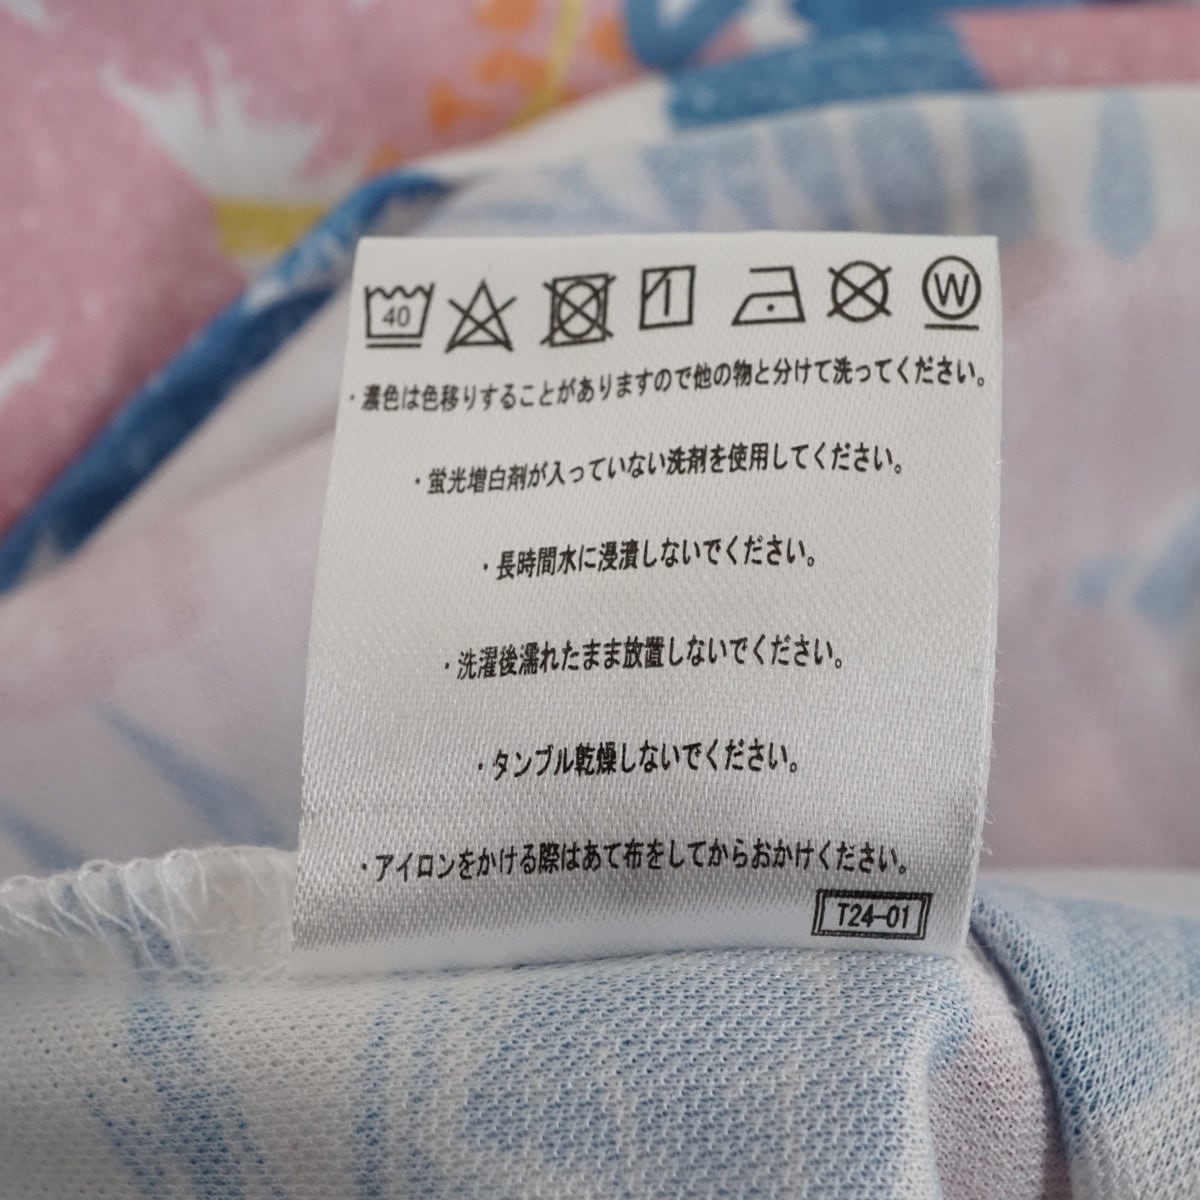 40 W
・濃色は色移りすることがありますので他の物と分けて洗ってください。
・蛍光増白剤が入っていない洗剤を使用してください。
・長時間水に浸漬しないでください。
・洗濯後濡れたまま放置しないでください。
・タンブル乾燥しないでください。
・アイロンをかける際はあて布をしてからおかけください。
T24-01